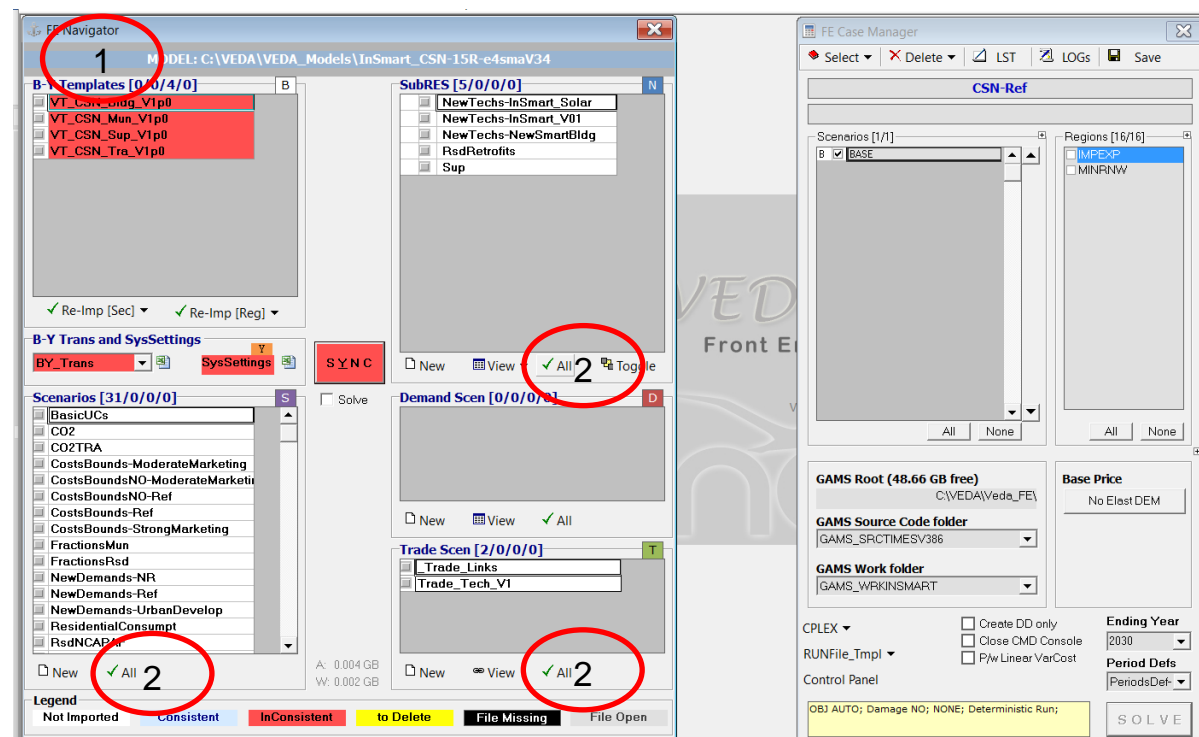 FE Navigator
1
MODEL: C:\VEDA\VEDA_Models\InSmart_CSN-15R-e4smaV34
B-Y Templates [0/0/4/0] B
VT_CSN_Bldg_V1p0
VT_CSN_Mun_V1p0
VT_CSN_Sup_V1p0
VT_CSN_Tra_V1p0
Re-Imp [Sec] Re-Imp [Reg]
SubRES [5/0/0/0] N
NewTechs-InSmart_Solar
NewTechs-InSmart_V01
NewTechs-NewSmartBldg
RsdRetrofits
Sup
New View All 2 Toggle
B-Y Trans and SysSettings
Y
BY_Trans SysSettings
SYNC
Solve
Scenarios [31/0/0/0] S
BasicUCs
CO2
CO2TRA
CostsBounds-ModerateMarketing
CostsBoundsNO-ModerateMarketi
CostsBoundsNO-Ref
CostsBounds-Ref
CostsBounds-StrongMarketing
FractionsMun
FractionsRsd
NewDemands-NR
NewDemands-Ref
NewDemands-UrbanDevelop
ResidentialConsumpt
New All 2
Demand Scen [0/0/0/0] D
New View All
Trade Scen [2/0/0/0] T
_Trade_Links
Trade_Tech_V1
A: 0.004 GB
W: 0.002 GB
New View All 2
Legend
Not Imported Consistent InConsistent to Delete File Missing File Open
VED
Front E
FE Case Manager
Select Delete LST LOGs Save
CSN-Ref
Scenarios [1/1]
B BASE
All None
Regions [16/16]
IMPEXP
MINRNW
All None
GAMS Root (48.66 GB free)
C:\VEDA\Veda_FE\
GAMS Source Code folder
GAMS_SRCTIMESV386
GAMS Work folder
GAMS_WRKINSMART
Base Price
No Elast DEM
CPLEX
RUNFile_Tmpl
Control Panel
Create DD only
Close CMD Console
P/w Linear VarCost
Ending Year
2030
Period Defs
PeriodsDef-
OBJ AUTO; Damage NO; NONE; Deterministic Run;
SOLVE